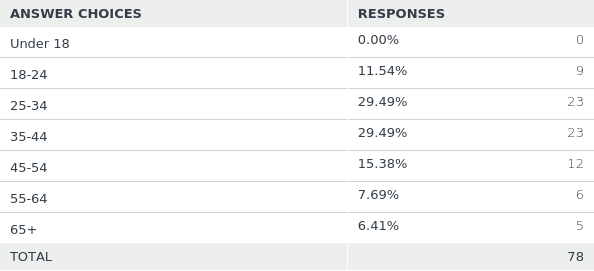 ANSWER CHOICES RESPONSES
Under 18 0.00% 0
18-24 11.54% 9
25-34 29.49% 23
35-44 29.49% 23
45-54 15.38% 12
55-64 7.69% 6
65+ 6.41% 5
TOTAL 78